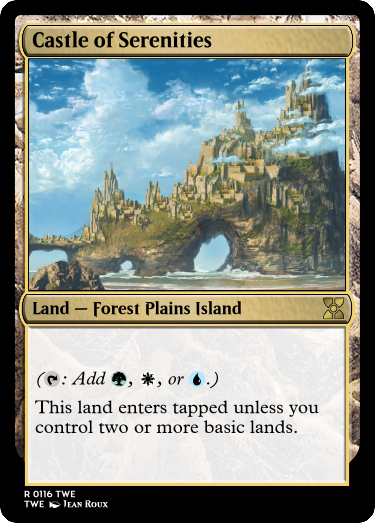 Castle of Serenities
Land — Forest Plains Island
(: Add , , or .)
This land enters tapped unless you
control two or more basic lands.
R 0116 TWE
TWE Jean Roux